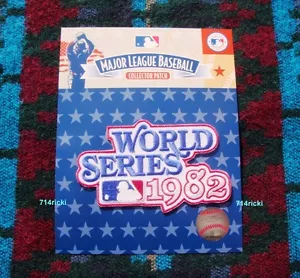 MAJOR LEAGUE BASEBALL
COLLECTOR PATCH
WORLD
SERIES
1982
714ricki
714ricki